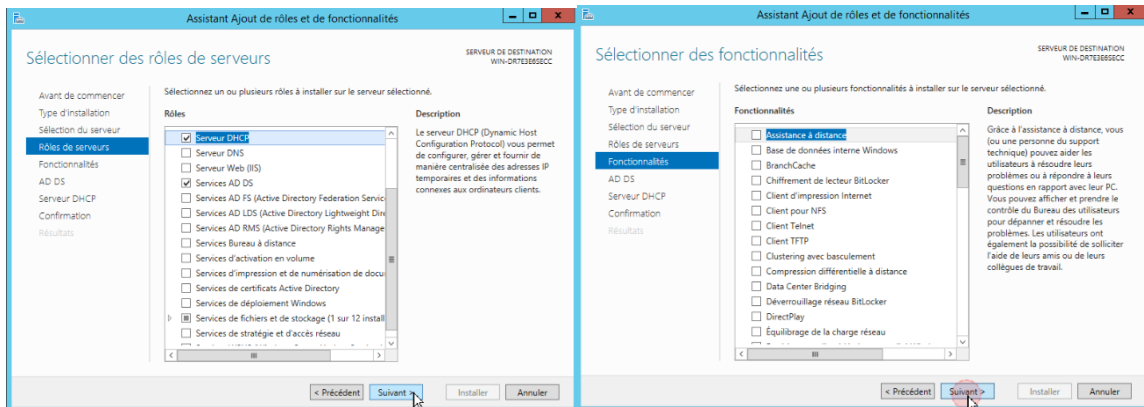 Assistant Ajout de rôles et de fonctionnalités
Sélectionner des rôles de serveurs
SERVEUR DE DESTINATION
WIN-DR7E3E6SECC
Avant de commencer
Type d'installation
Sélection du serveur
Rôles de serveurs
Fonctionnalités
AD DS
Serveur DHCP
Confirmation
Résultats
Sélectionnez un ou plusieurs rôles à installer sur le serveur sélectionné.
Rôles
Serveur DHCP
Serveur DNS
Serveur Web (IIS)
Services AD DS
Services AD FS (Active Directory Federation Servic
Services AD LDS (Active Directory Lightweight Dire
Services AD RMS (Active Directory Rights Manage
Services Bureau à distance
Services d'activation en volume
Services d'impression et de numérisation de docu
Services de certificats Active Directory
Services de déploiement Windows
Services de fichiers et de stockage (1 sur 12 install
Services de stratégie et d'accès réseau
Description
Le serveur DHCP (Dynamic Host
Configuration Protocol) vous permet
de configurer, gérer et fournir de
manière centralisée des adresses IP
temporaires et des informations
connexes aux ordinateurs clients.
< Précédent
Suivant >
Installer
Annuler
Assistant Ajout de rôles et de fonctionnalités
Sélectionner des fonctionnalités
SERVEUR DE DESTINATION
WIN-DR7E3E6SECC
Avant de commencer
Type d'installation
Sélection du serveur
Rôles de serveurs
Fonctionnalités
AD DS
Serveur DHCP
Confirmation
Résultats
Sélectionnez une ou plusieurs fonctionnalités à installer sur le serveur sélectionné.
Fonctionnalités
Assistance à distance
Base de données interne Windows
BranchCache
Chiffrement de lecteur BitLocker
Client d'impression Internet
Client pour NFS
Client Telnet
Client TFTP
Clustering avec basculement
Compression différentielle à distance
Data Center Bridging
Déverrouillage réseau BitLocker
DirectPlay
Équilibrage de la charge réseau
Description
Grâce à l'assistance à distance, vous
(ou une personne du support
technique) pouvez aider les
utilisateurs à résoudre leurs
problèmes ou à répondre à leurs
questions en rapport avec leur PC.
Vous pouvez afficher et prendre le
contrôle du Bureau des utilisateurs
pour dépanner et résoudre les
problèmes. Les utilisateurs ont
également la possibilité de solliciter
l'aide de leurs amis ou de leurs
collègues de travail.
< Précédent
Suivant >
Installer
Annuler